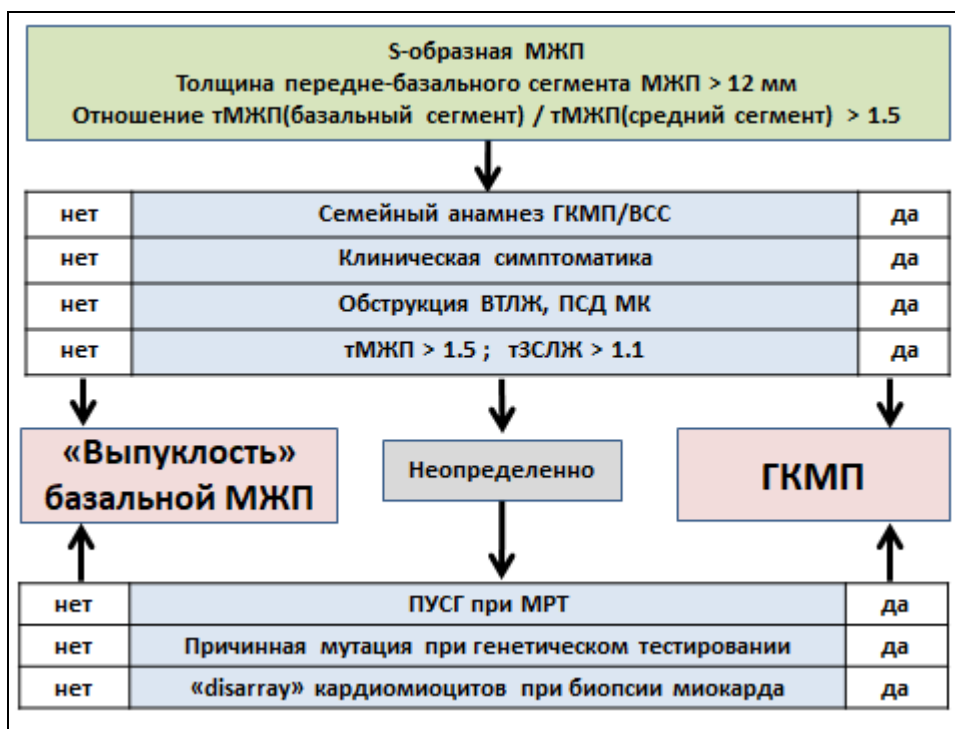 S-образная МЖП
Толщина передне-базального сегмента МЖП > 12 мм
Отношение тМЖП(базальный сегмент) / тМЖП(средний сегмент) > 1.5
нет Семейный анамнез ГКМП/ВСС да
нет Клиническая симптоматика да
нет Обструкция ВТЛЖ, ПСД МК да
нет тМЖП > 1.5 ; тЗСЛЖ > 1.1 да
«Выпуклость»
базальной МЖП
Неопределенно
ГКМП
нет ПУСГ при МРТ да
нет Причинная мутация при генетическом тестировании да
нет «disarray» кардиомиоцитов при биопсии миокарда да